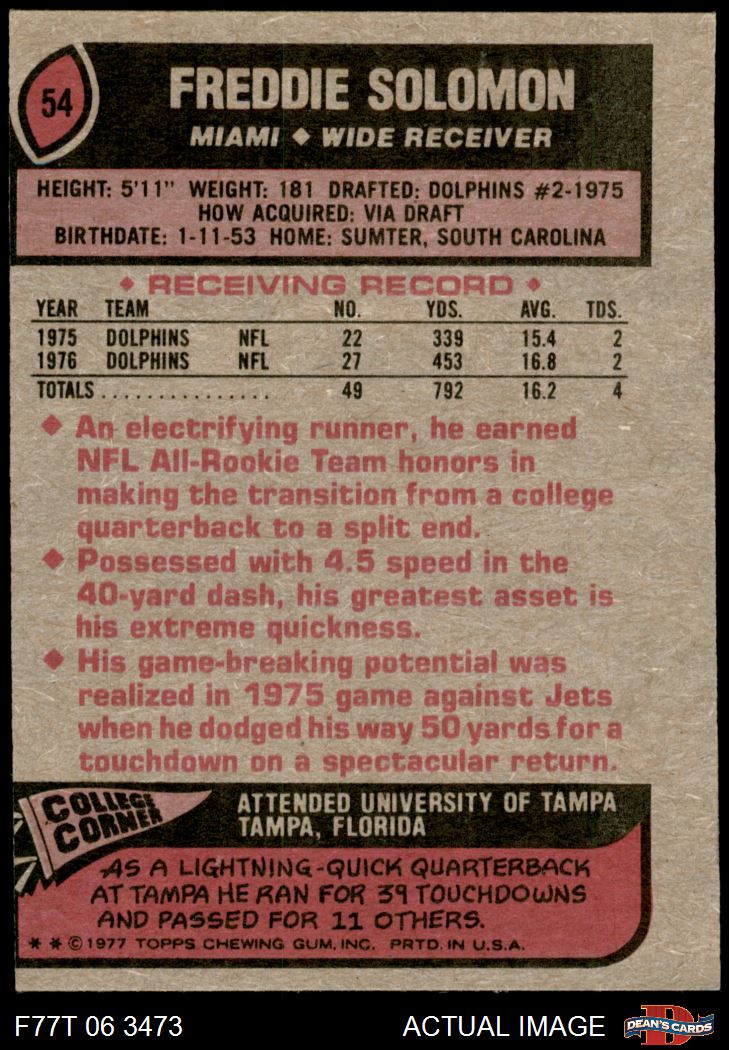 54
FREDDIE SOLOMON
MIAMI ◆ WIDE RECEIVER
HEIGHT: 5'11" WEIGHT: 181 DRAFTED: DOLPHINS #2-1975
HOW ACQUIRED: VIA DRAFT
BIRTHDATE: 1-11-53 HOME: SUMTER, SOUTH CAROLINA
◆ RECEIVING RECORD ◆
YEAR TEAM NO. YDS. AVG. TDS.
1975 DOLPHINS NFL 22 339 15.4 2
1976 DOLPHINS NFL 27 453 16.8 2
TOTALS ............... 49 792 16.2 4
◆ An electrifying runner, he earned
NFL All-Rookie Team honors in
making the transition from a college
quarterback to a split end.
◆ Possessed with 4.5 speed in the
40-yard dash, his greatest asset is
his extreme quickness.
◆ His game-breaking potential was
realized in 1975 game against Jets
when he dodged his way 50 yards for a
touchdown on a spectacular return.
COLLEGE
CORNER
ATTENDED UNIVERSITY OF TAMPA
TAMPA, FLORIDA
AS A LIGHTNING-QUICK QUARTERBACK
AT TAMPA HE RAN FOR 39 TOUCHDOWNS
AND PASSED FOR 11 OTHERS.
* * © 1977 TOPPS CHEWING GUM, INC. PRTD. IN U.S.A.
F77T 06 3473 ACTUAL IMAGE
D
DEAN'S CARDS